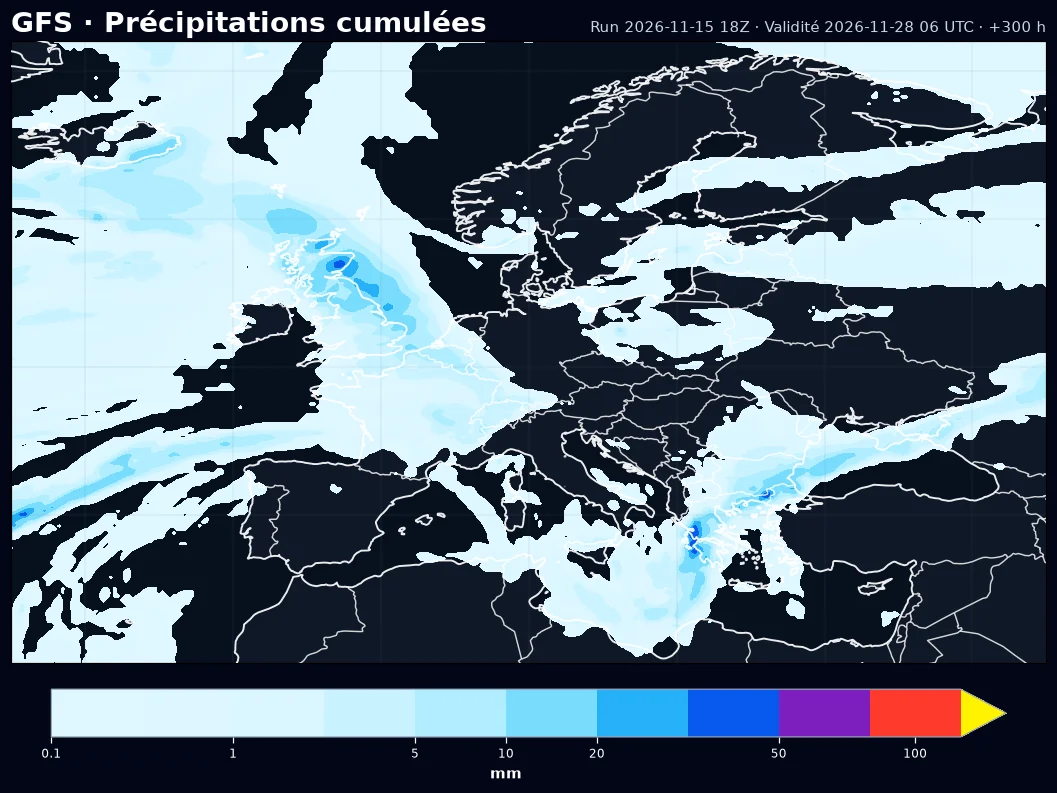 GFS · Précipitations cumulées
Run 2026-11-15 18Z · Validité 2026-11-28 06 UTC · +300 h
0.1 1 5 10 20 50 100
mm